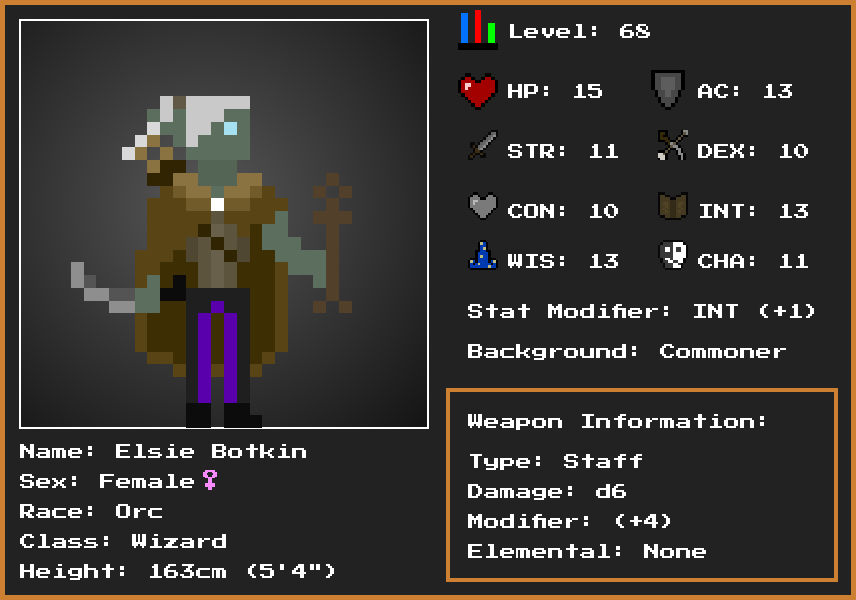 Level: 68
HP: 15
AC: 13
STR: 11
DEX: 10
CON: 10
INT: 13
WIS: 13
CHA: 11
Stat Modifier: INT (+1)
Background: Commoner
Weapon Information:
Type: Staff
Damage: d6
Modifier: (+4)
Elemental: None
Name: Elsie Botkin
Sex: Female♀
Race: Orc
Class: Wizard
Height: 163cm (5'4")